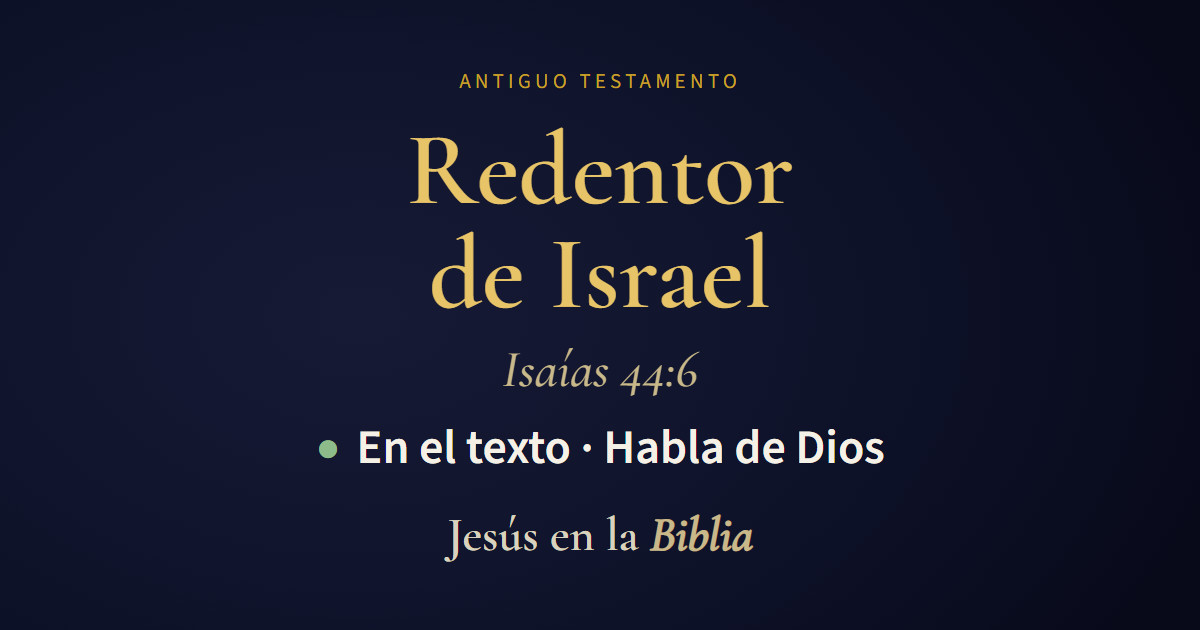 ANTIGUO TESTAMENTO
Redentor
de Israel
Isaías 44:6
En el texto · Habla de Dios
Jesús en la Biblia